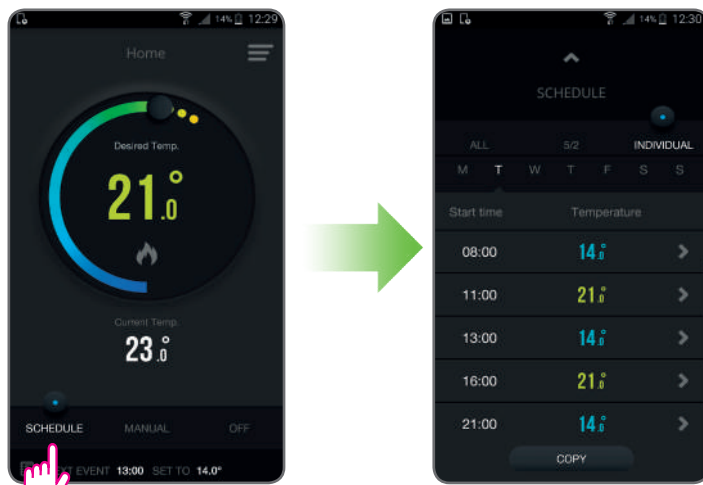 14% 12:29
Home
Desired Temp.
21.0°
Current Temp.
23.0°
SCHEDULE MANUAL OFF
EVENT 13:00 SET TO 14.0°
14% 12:30
SCHEDULE
ALL 5/2 INDIVIDUAL
M T W T F S S
Start time Temperature
08:00 14.0°
11:00 21.0°
13:00 14.0°
16:00 21.0°
21:00 14.0°
COPY